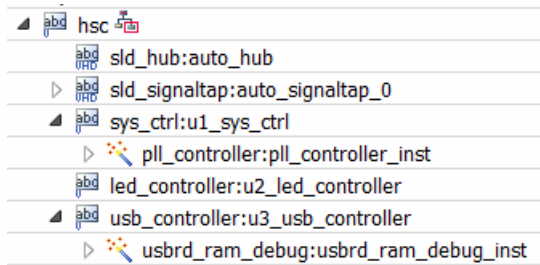 hsc
sld_hub:auto_hub
sld_signaltap:auto_signaltap_0
sys_ctrl:u1_sys_ctrl
pll_controller:pll_controller_inst
led_controller:u2_led_controller
usb_controller:u3_usb_controller
usbrd_ram_debug:usbrd_ram_debug_inst